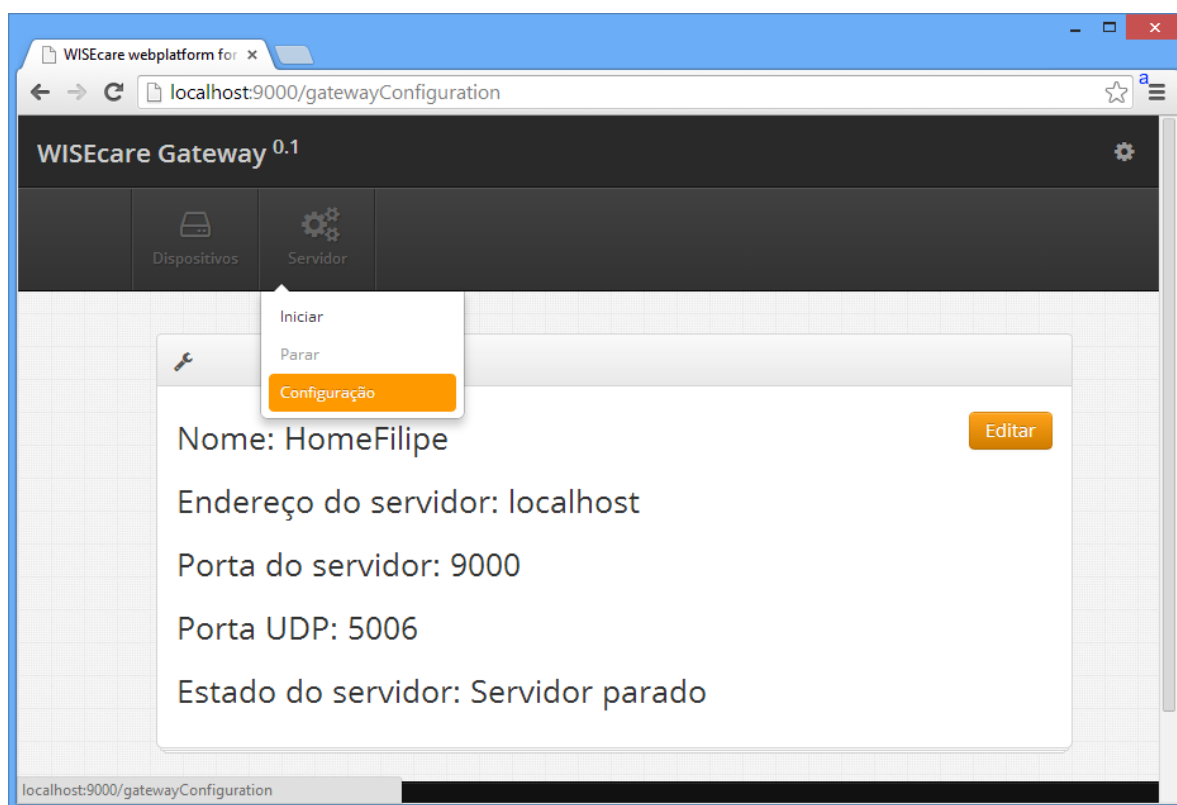 WISEcare webplatform for
localhost:9000/gatewayConfiguration
a
WISEcare Gateway 0.1
Dispositivos
Servidor
Iniciar
Parar
Configuração
Editar
Nome: HomeFilipe
Endereço do servidor: localhost
Porta do servidor: 9000
Porta UDP: 5006
Estado do servidor: Servidor parado
localhost:9000/gatewayConfiguration